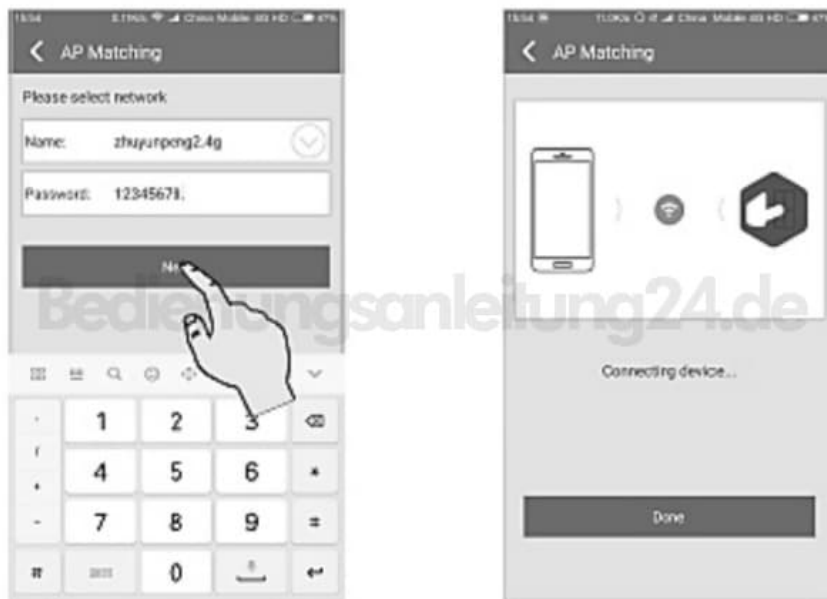 AP Matching
Please select network
Name: zhuyunpeng2.4g
Password: 12345678.
1 2 3
4 5 6 *
- 7 8 9 =
0
AP Matching
Connecting device...
Done
Bedienungsanleitung24.de